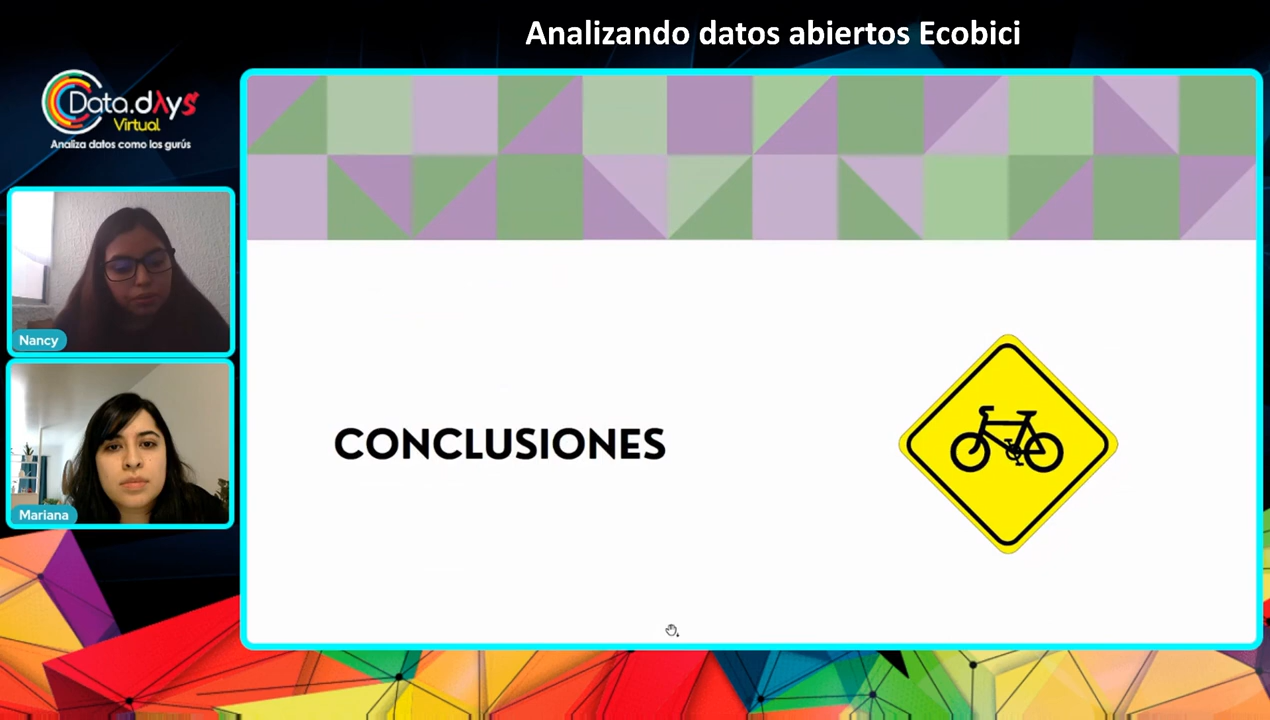 Analizando datos abiertos Ecobici
Data.dAys
Virtual
Analiza datos como los gurús
Nancy
Mariana
CONCLUSIONES